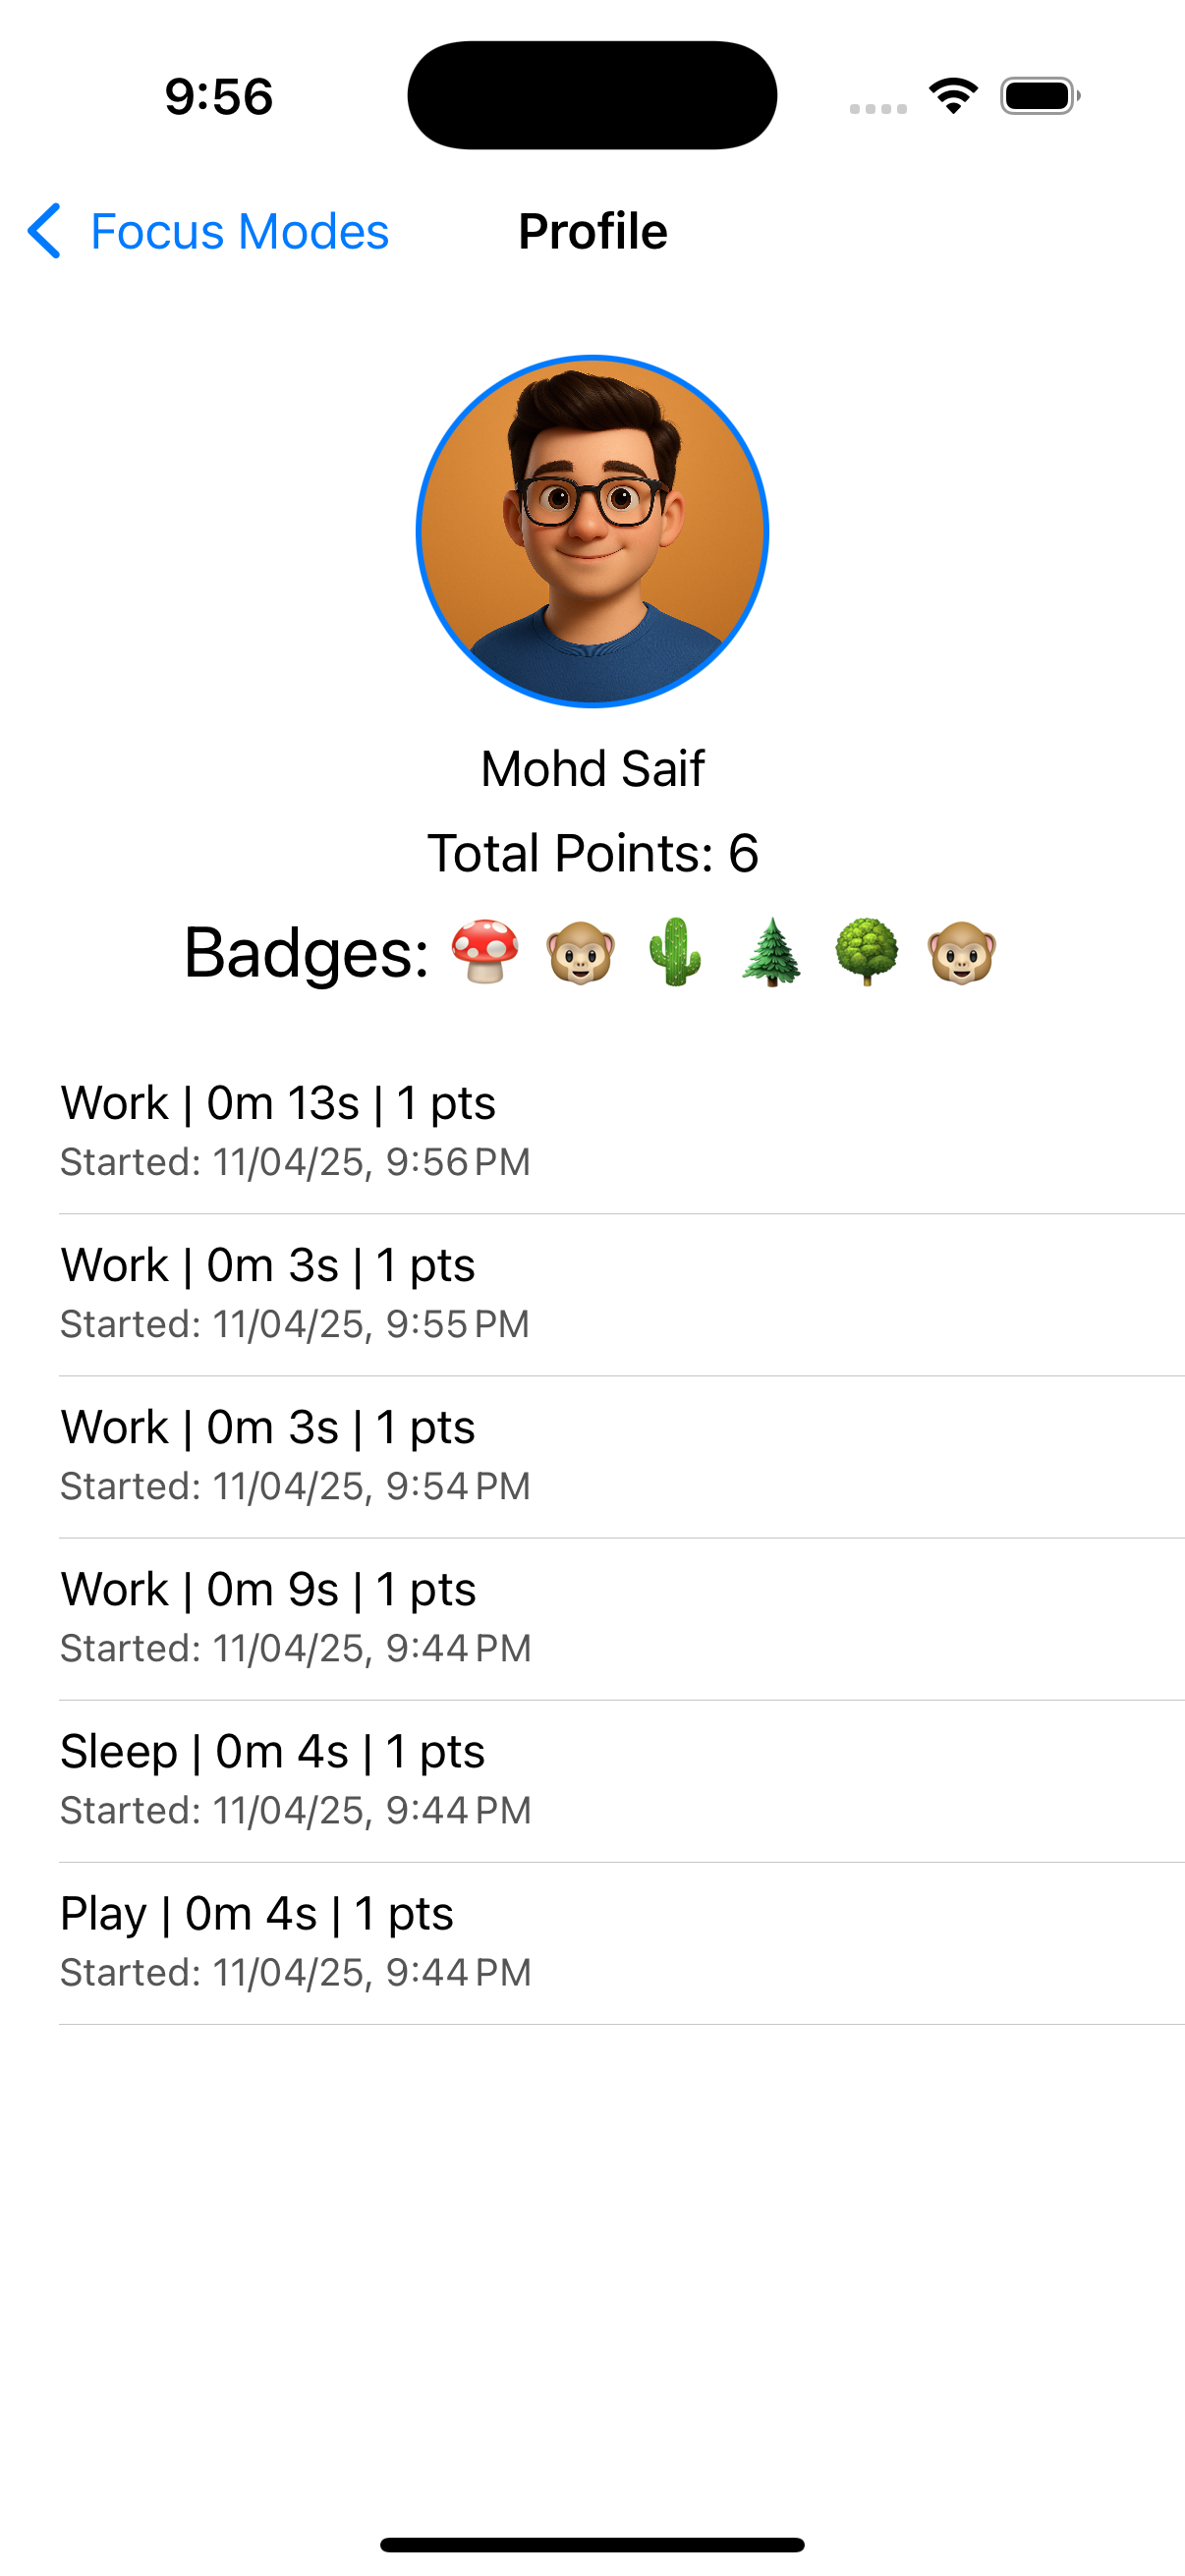 9:56
Focus Modes Profile
Mohd Saif
Total Points: 6
Badges: 🍄 🐵 🌵 🌲 🌳 🐵
Work | 0m 13s | 1 pts
Started: 11/04/25, 9:56 PM
Work | 0m 3s | 1 pts
Started: 11/04/25, 9:55 PM
Work | 0m 3s | 1 pts
Started: 11/04/25, 9:54 PM
Work | 0m 9s | 1 pts
Started: 11/04/25, 9:44 PM
Sleep | 0m 4s | 1 pts
Started: 11/04/25, 9:44 PM
Play | 0m 4s | 1 pts
Started: 11/04/25, 9:44 PM